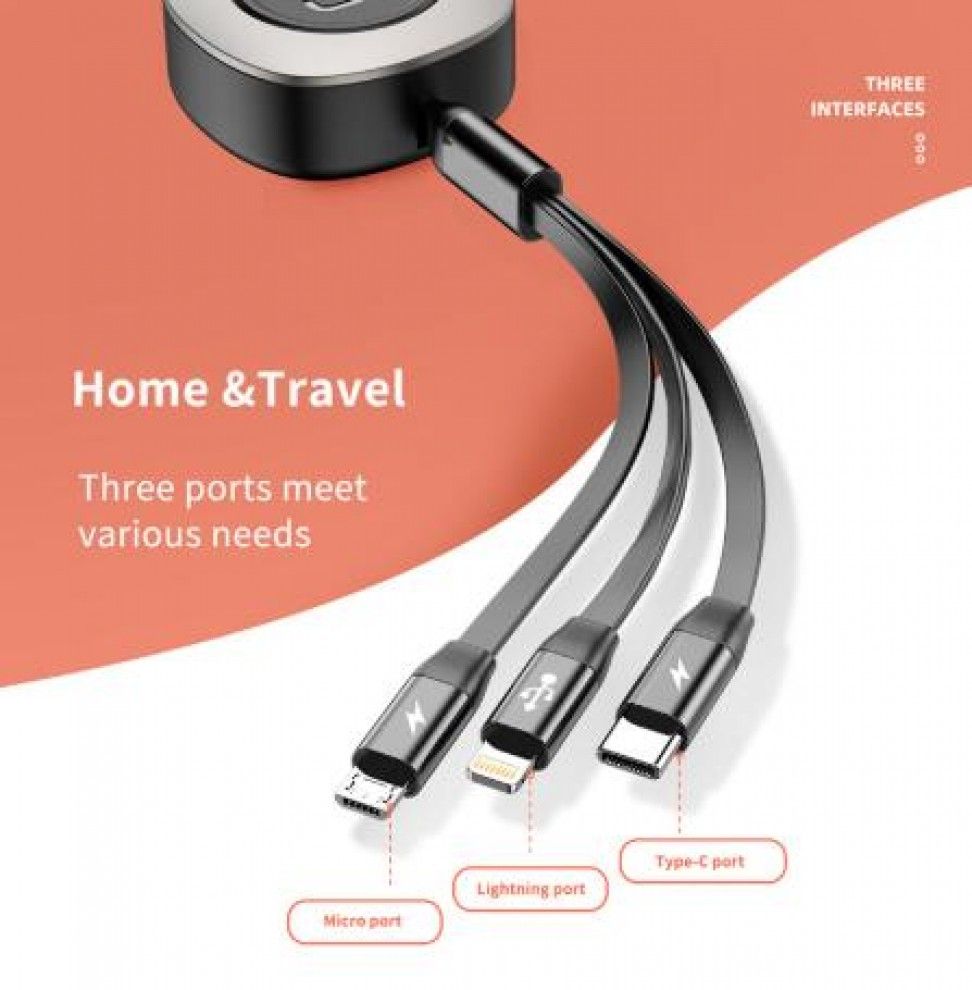 THREE
INTERFACES
Home &Travel
Three ports meet
various needs
Type-C port
Lightning port
Micro port